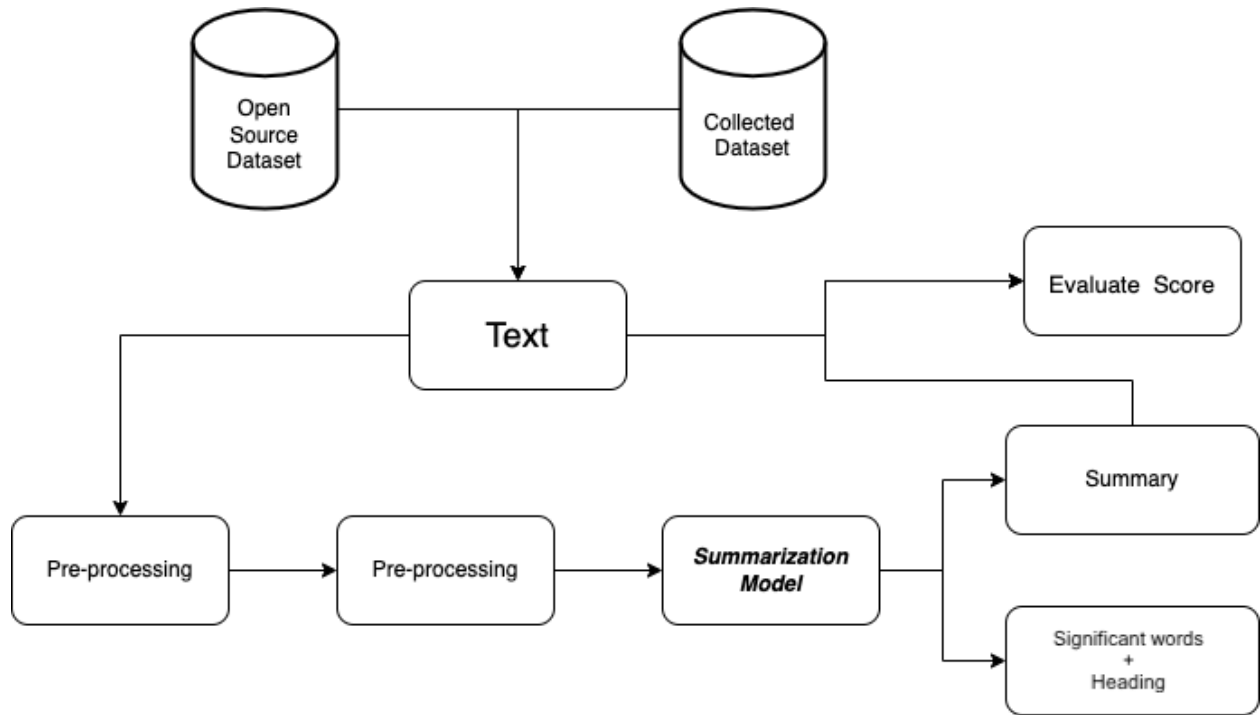 Open
Source
Dataset
Collected
Dataset
Evaluate Score
Text
Summary
Pre-processing
Pre-processing
Summarization
Model
Significant words
+
Heading